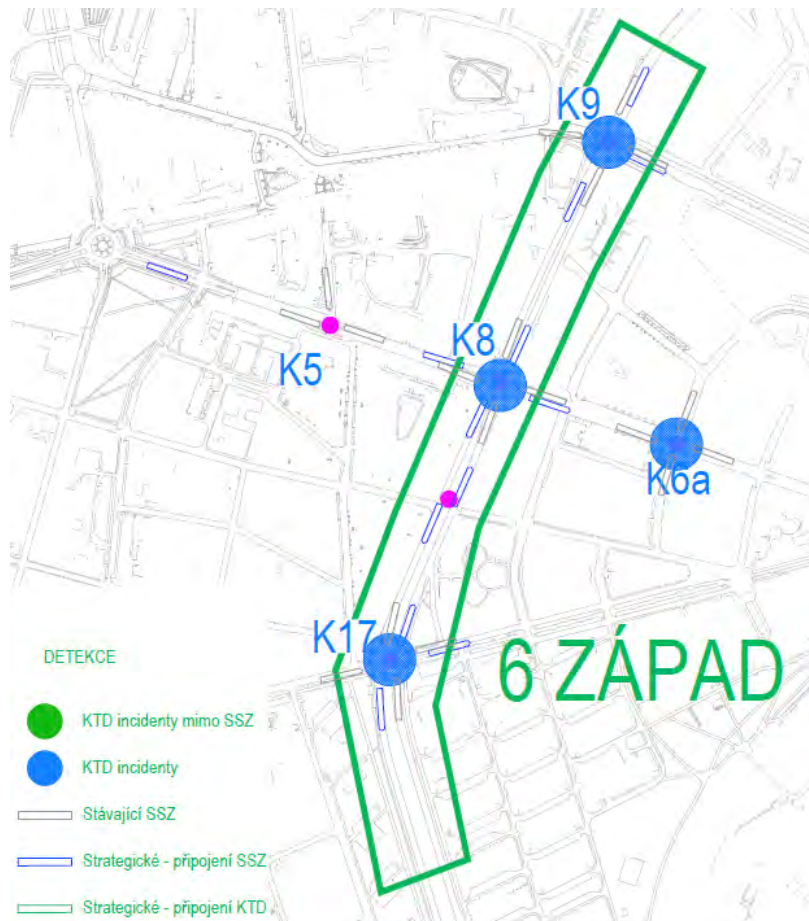 K9
K8
K5
K6a
K17
6 ZÁPAD
DETEKCE
KTD incidenty mimo SSZ
KTD incidenty
Stávající SSZ
Strategické - připojení SSZ
Strategické - připojení KTD